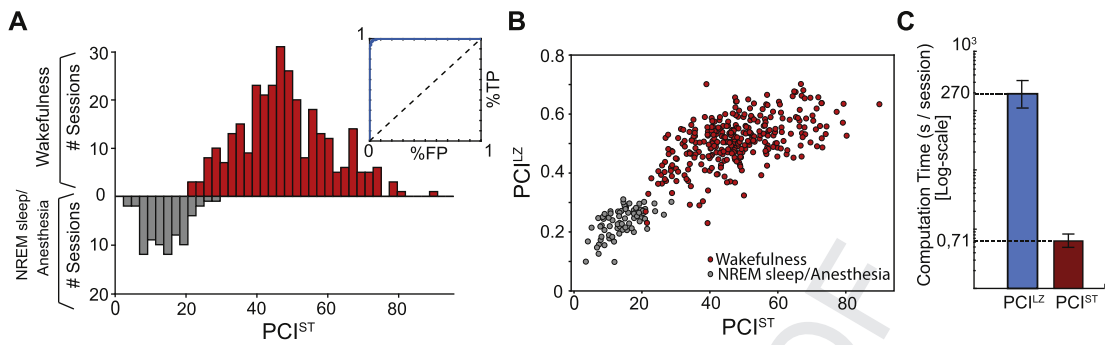 A
Wakefulness
# Sessions
30
20
10
0
NREM sleep/
Anesthesia
# Sessions
10
20
0
20
40
60
80
PCI^ST
1
0
%FP
1
%TP
B
PCI^LZ
0.8
0.6
0.4
0.2
0
0
20
40
60
80
PCI^ST
Wakefulness
NREM sleep/Anesthesia
C
Computation Time (s / session)
[Log-scale]
10³
270
0,71
PCI^LZ
PCI^ST